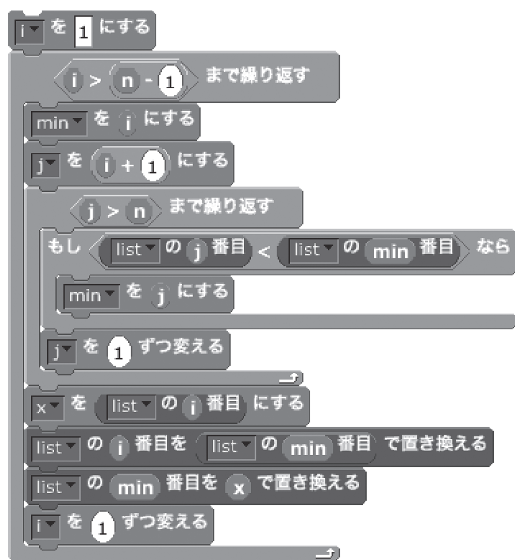 i を 1 にする
i > n - 1 まで繰り返す
min を i にする
j を i + 1 にする
j > n まで繰り返す
もし list の j 番目 < list の min 番目 なら
min を j にする
j を 1 ずつ変える
x を list の i 番目 にする
list の i 番目を list の min 番目 で置き換える
list の min 番目を x で置き換える
i を 1 ずつ変える